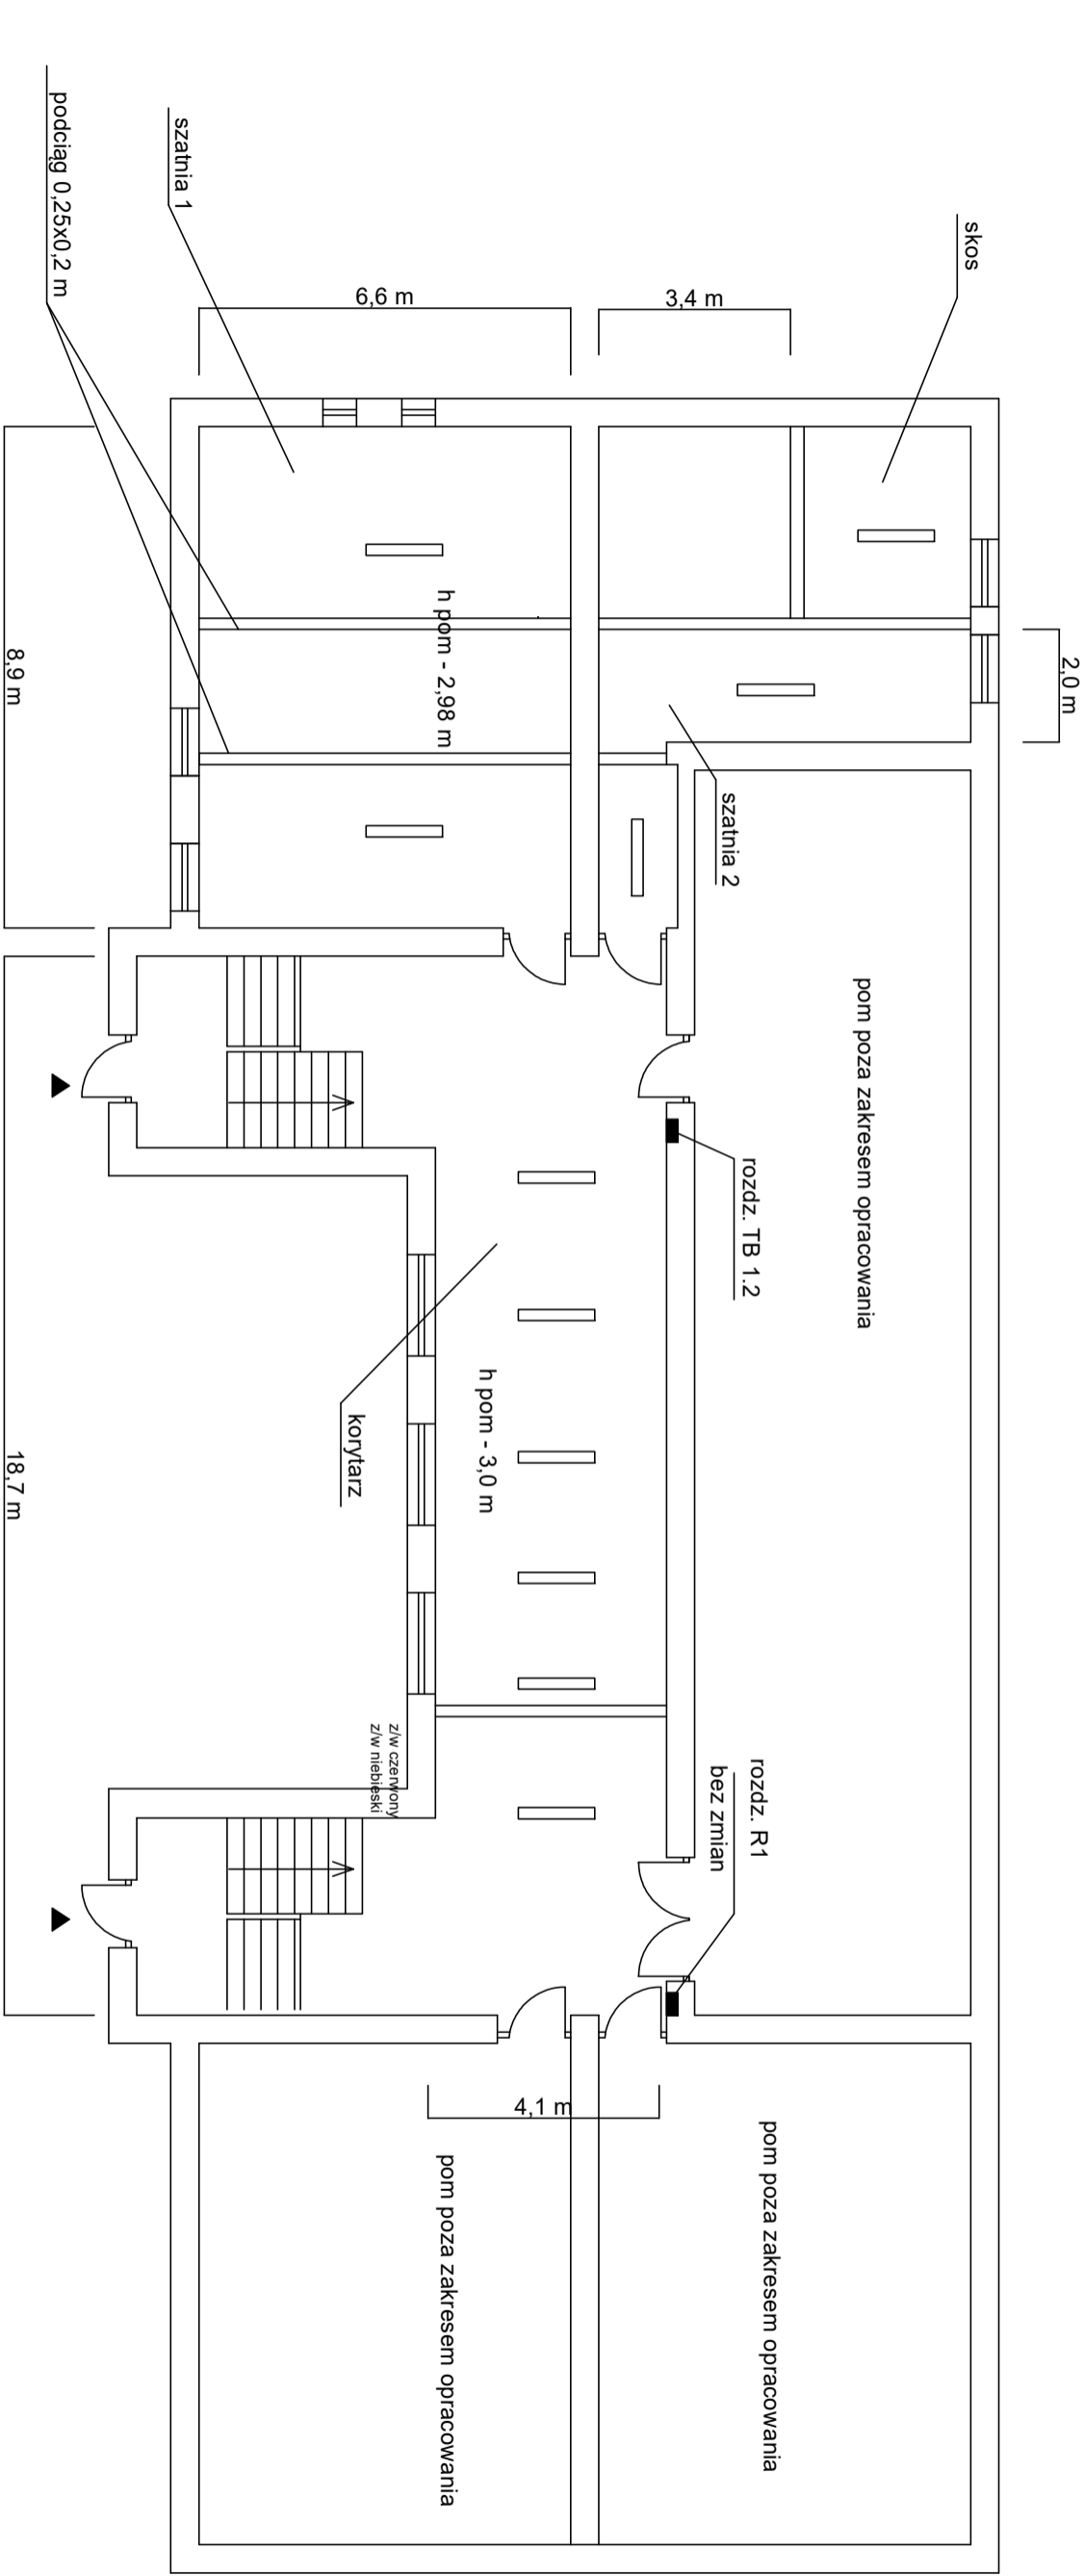 skos
szatnia 1
podciąg 0,25x0,2 m
6,6 m
3,4 m
2,0 m
h pom - 2,98 m
szatnia 2
8,9 m
pom poza zakresem opracowania
rozdz. TB 1.2
h pom - 3,0 m
korytarz
18,7 m
z/w czerwony
z/w niebieski
rozdz. R1
bez zmian
4,1 m
pom poza zakresem opracowania
pom poza zakresem opracowania